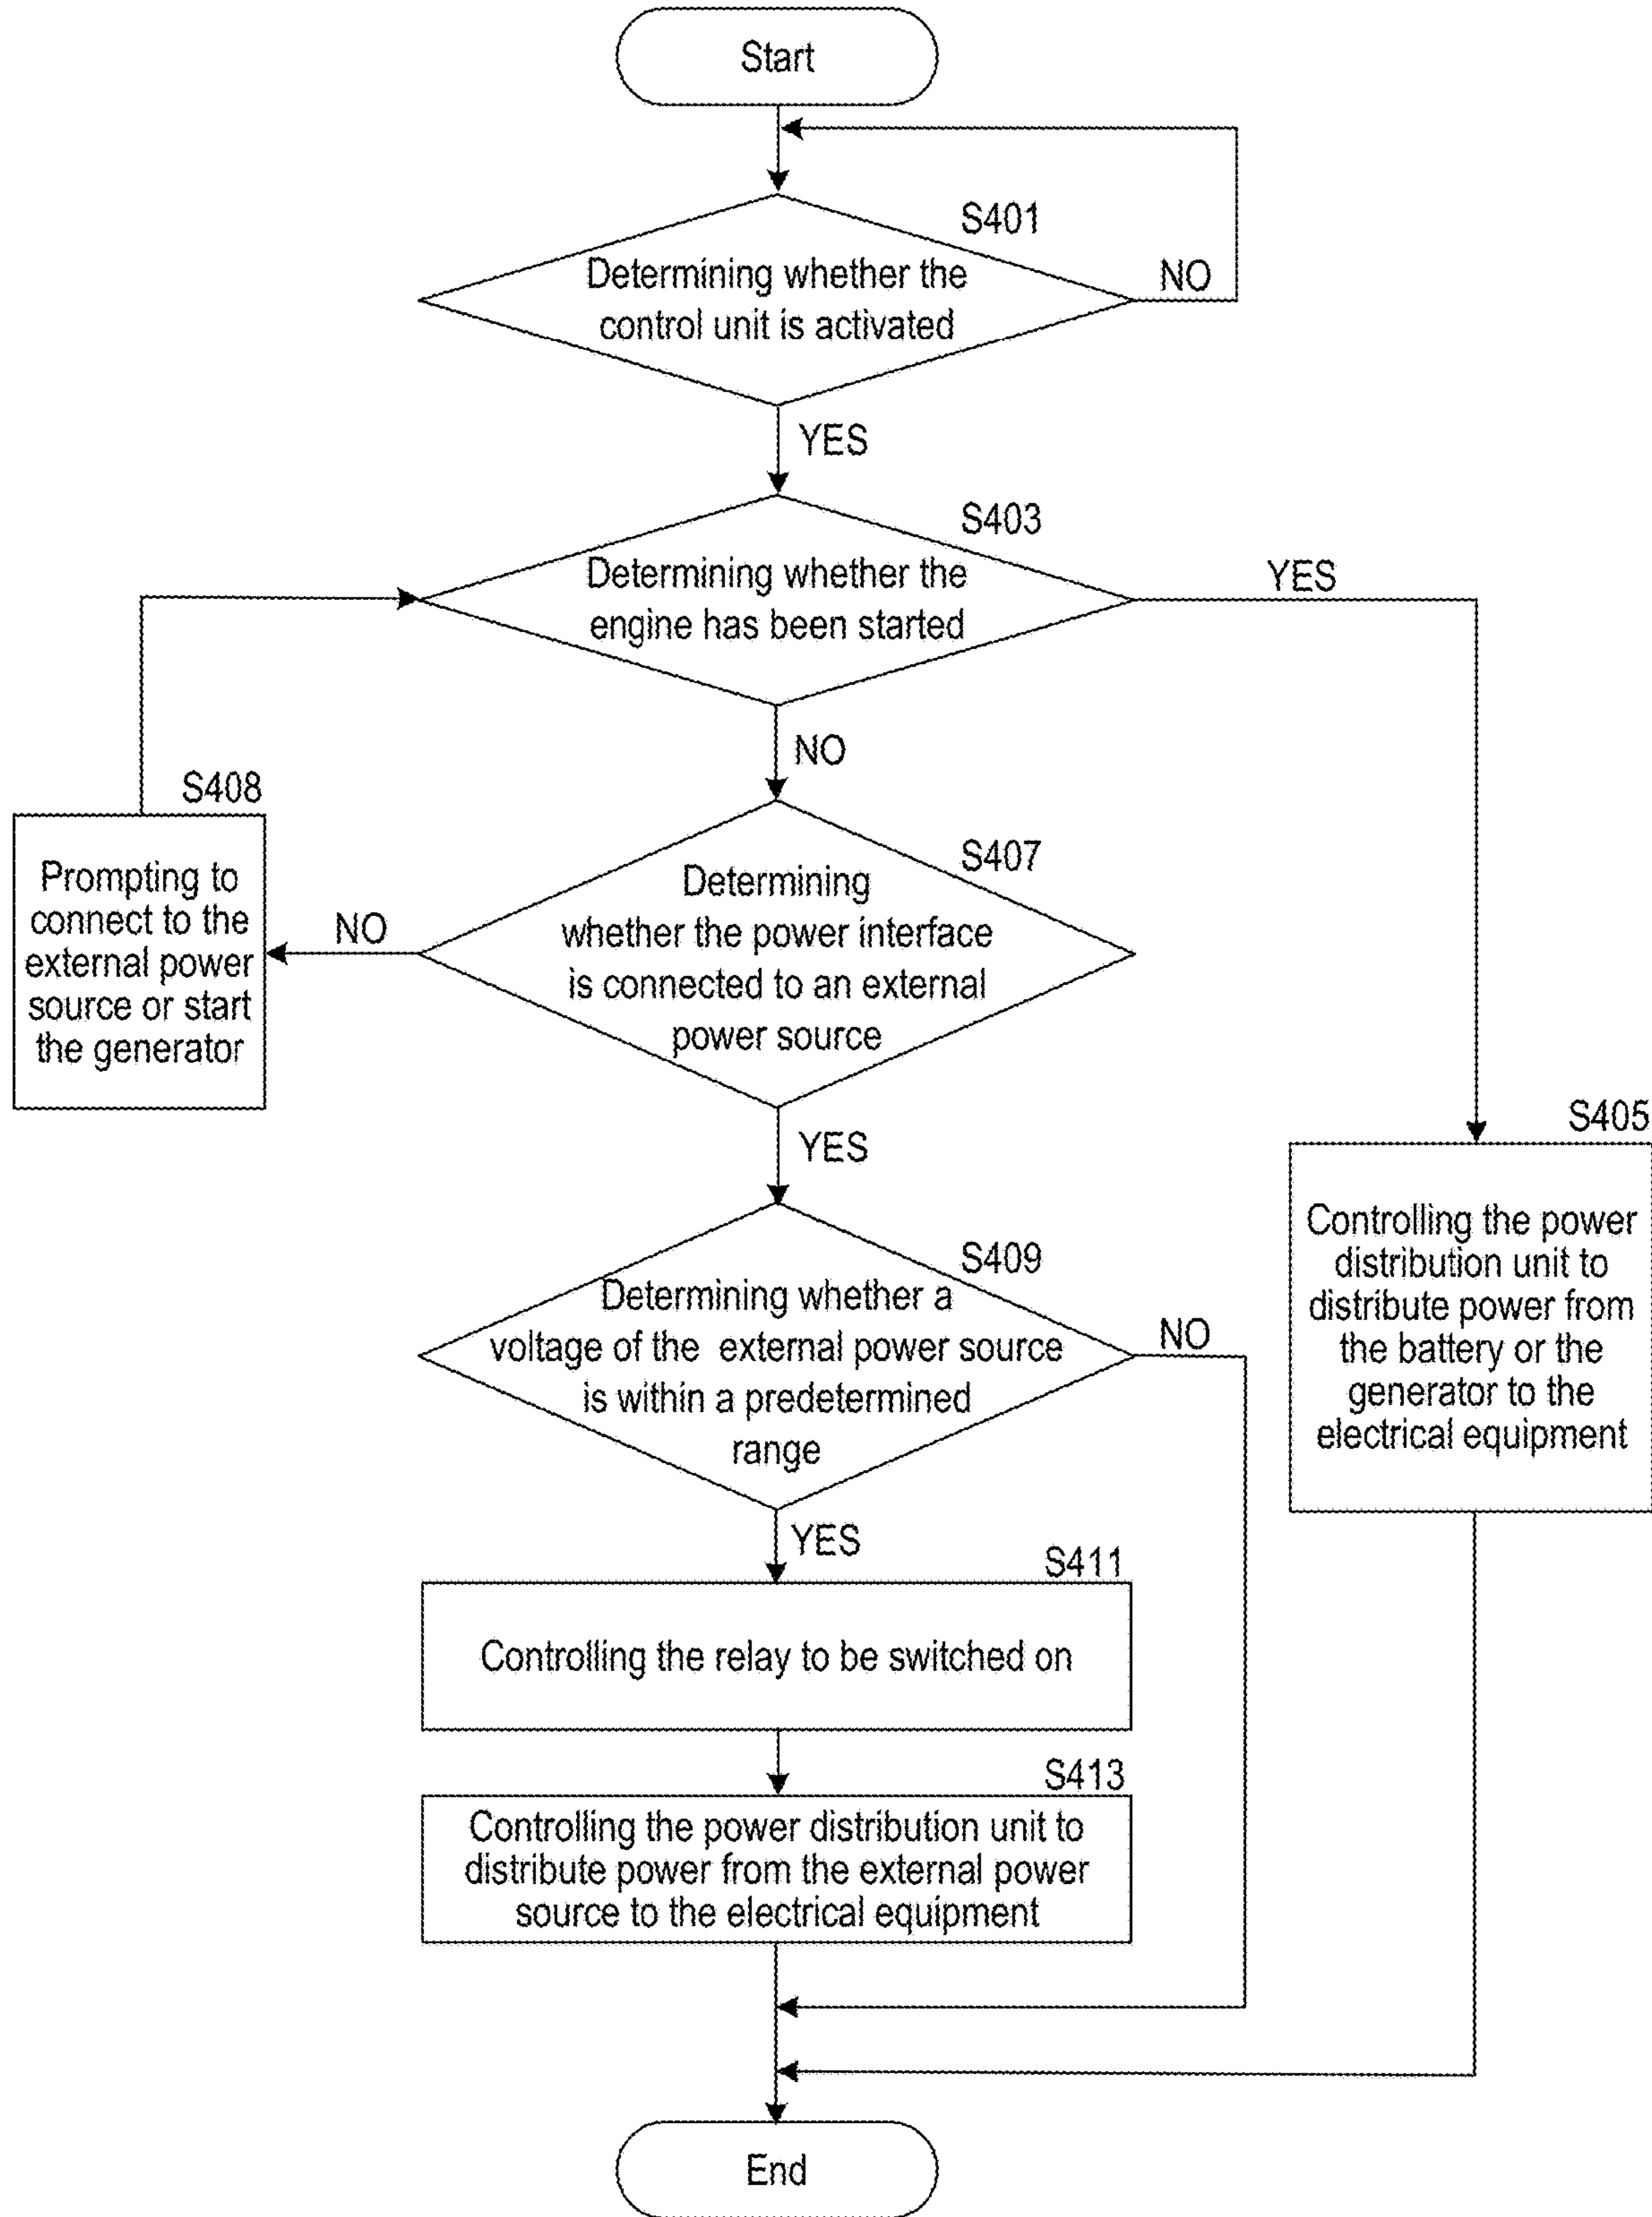 Start
S401
Determining whether the
control unit is activated
NO
YES
S403
Determining whether the
engine has been started
YES
NO
S408
Prompting to
connect to the
external power
source or start
the generator
NO
S407
Determining
whether the power interface
is connected to an external
power source
YES
S405
Controlling the power
distribution unit to
distribute power from
the battery or the
generator to the
electrical equipment
S409
Determining whether a
voltage of the external power source
is within a predetermined
range
NO
YES
S411
Controlling the relay to be switched on
S413
Controlling the power distribution unit to
distribute power from the external power
source to the electrical equipment
End